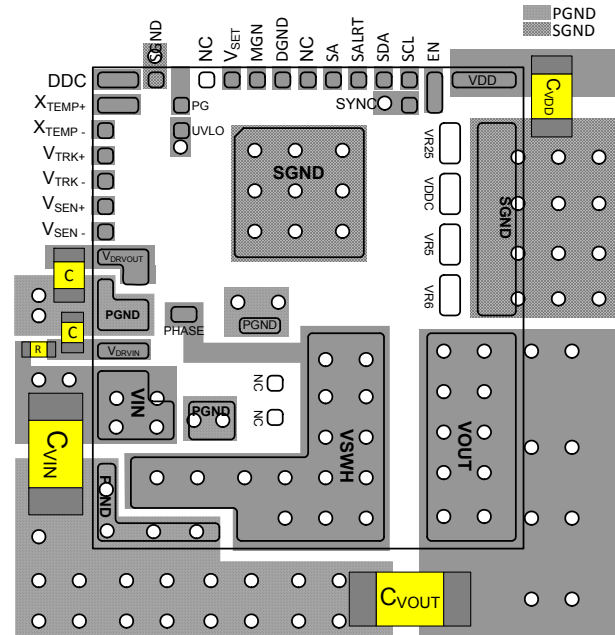 PGND
SGND
SGND
NC
VSET
MGN
DGND
NC
SA
SALRT
SDA
SCL
EN
DDC
VDD
CVDD
XTEMP+
PG
SYNC
XTEMP -
UVLO
VR25
VTRK+
VTRK -
SGND
VDDC
SGND
VSEN+
VSEN -
VR5
VDRVOUT
C
VR6
PGND
C
PHASE
PGND
R
VDRVIN
VIN
NC
PGND
NC
CVIN
VSWH
VOUT
PGND
CVOUT